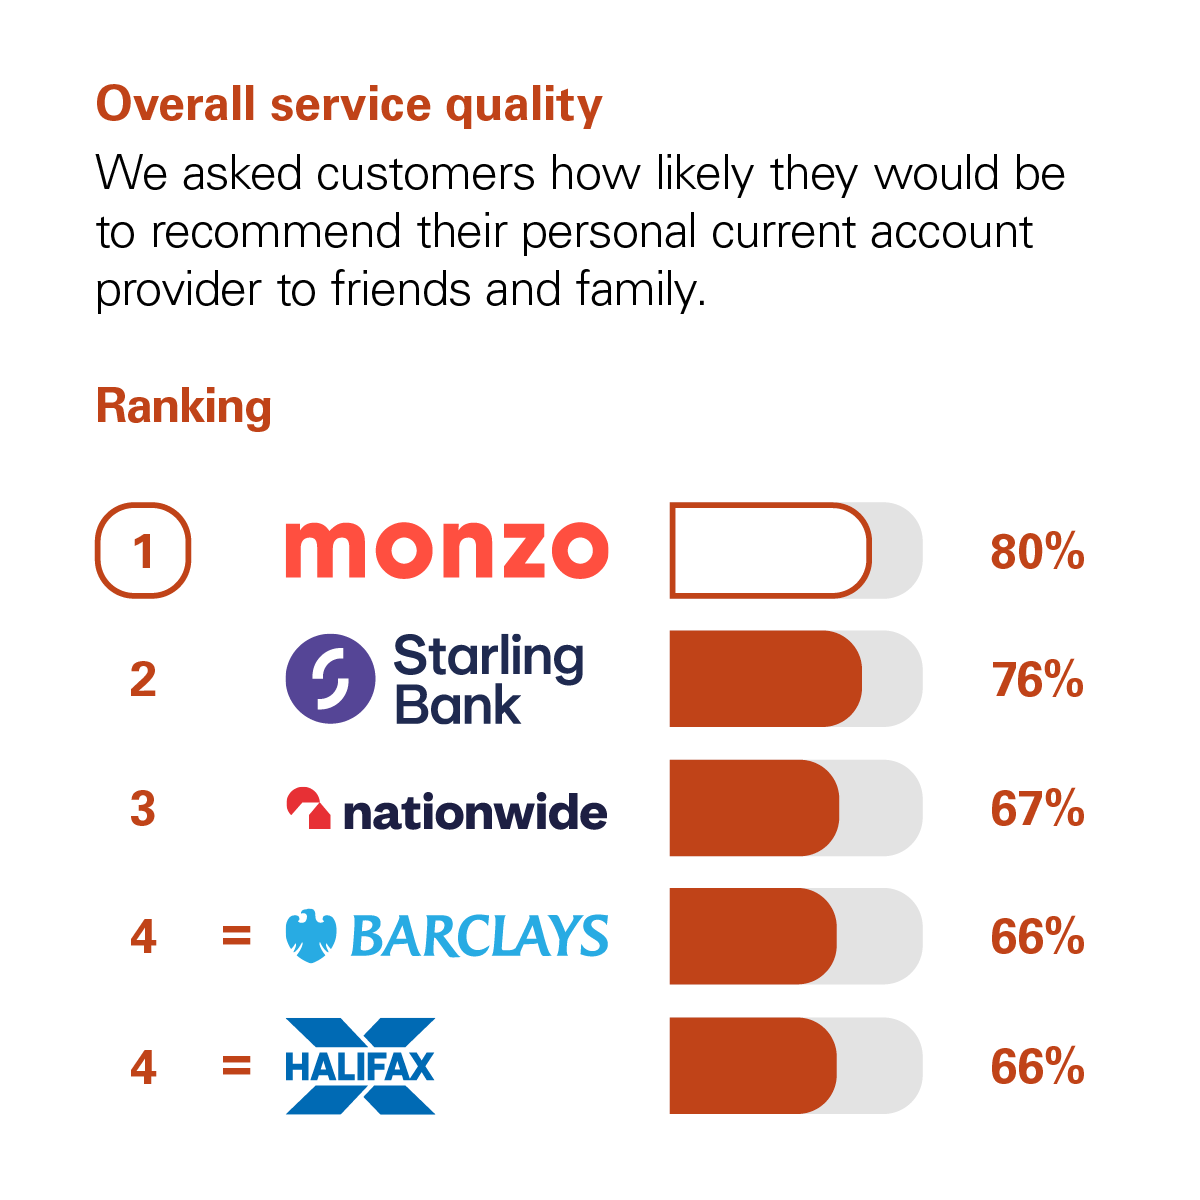 Overall service quality
We asked customers how likely they would be
to recommend their personal current account
provider to friends and family.
Ranking
1 monzo 80%
2 Starling Bank 76%
3 nationwide 67%
4 = BARCLAYS 66%
4 = HALIFAX 66%